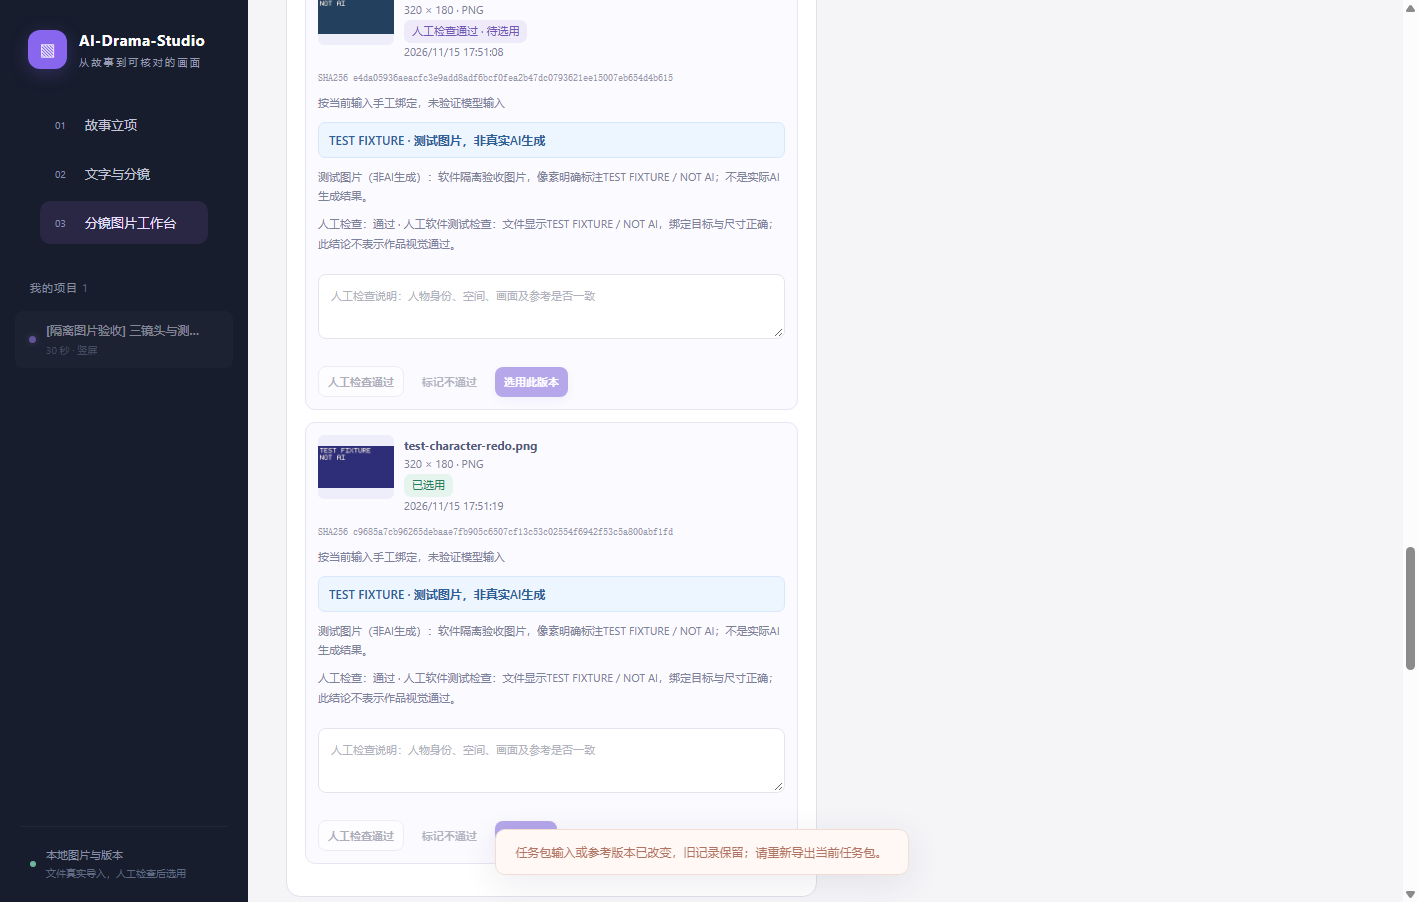 AI-Drama-Studio
从故事到可核对的画面
01 故事立项
02 文字与分镜
03 分镜图片工作台
我的项目 1
[隔离图片验收] 三镜头与测...
30 秒 · 竖屏
本地图片与版本
文件真实导入，人工检查后选用
NOT AI
320 × 180 · PNG
人工检查通过 · 待选用
2026/11/15 17:51:08
SHA256 e4da05936aeacfc3e9add8adf6bcf0fea2b47dc0793621ee15007eb654d4b615
按当前输入手工绑定，未验证模型输入
TEST FIXTURE · 测试图片，非真实AI生成
测试图片（非AI生成）：软件隔离验收图片，像素明确标注TEST FIXTURE / NOT AI；不是实际AI
生成结果。
人工检查：通过 · 人工软件测试检查：文件显示TEST FIXTURE / NOT AI，绑定目标与尺寸正确；
此结论不表示作品视觉通过。
人工检查说明：人物身份、空间、画面及参考是否一致
人工检查通过 标记不通过 选用此版本
TEST FIXTURE
NOT AI
test-character-redo.png
320 × 180 · PNG
已选用
2026/11/15 17:51:19
SHA256 c9685a7cb96265debaae7fb905c6507cf13c53c02554f6942f53c5a800abf1fd
按当前输入手工绑定，未验证模型输入
TEST FIXTURE · 测试图片，非真实AI生成
测试图片（非AI生成）：软件隔离验收图片，像素明确标注TEST FIXTURE / NOT AI；不是实际AI
生成结果。
人工检查：通过 · 人工软件测试检查：文件显示TEST FIXTURE / NOT AI，绑定目标与尺寸正确；
此结论不表示作品视觉通过。
人工检查说明：人物身份、空间、画面及参考是否一致
人工检查通过 标记不通过
任务包输入或参考版本已改变，旧记录保留；请重新导出当前任务包。